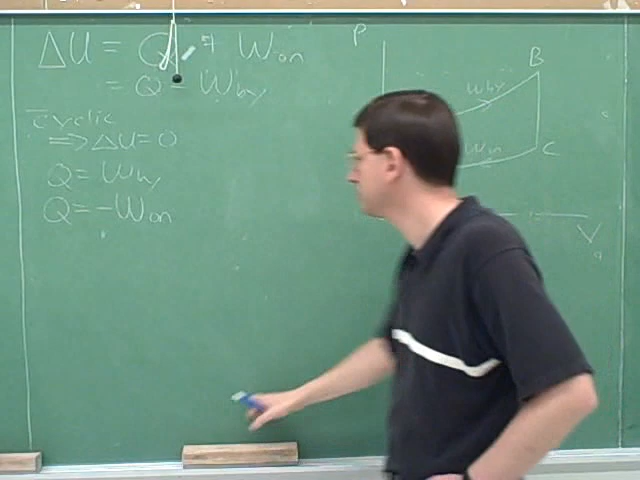 ΔU = Q + W_on
= Q - W_by
cyclic
⇒ ΔU = 0
Q = W_by
Q = -W_on
P
B
W_by
W_on
C
V